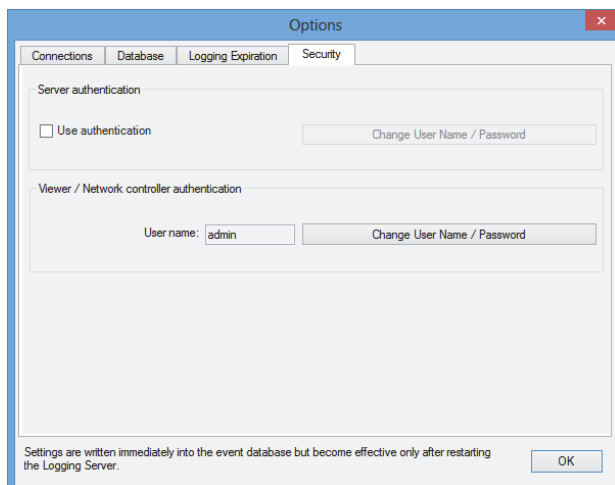 Options
x
Connections Database Logging Expiration Security
Server authentication
Use authentication Change User Name / Password
Viewer / Network controller authentication
User name: admin Change User Name / Password
Settings are written immediately into the event database but become effective only after restarting
the Logging Server.
OK